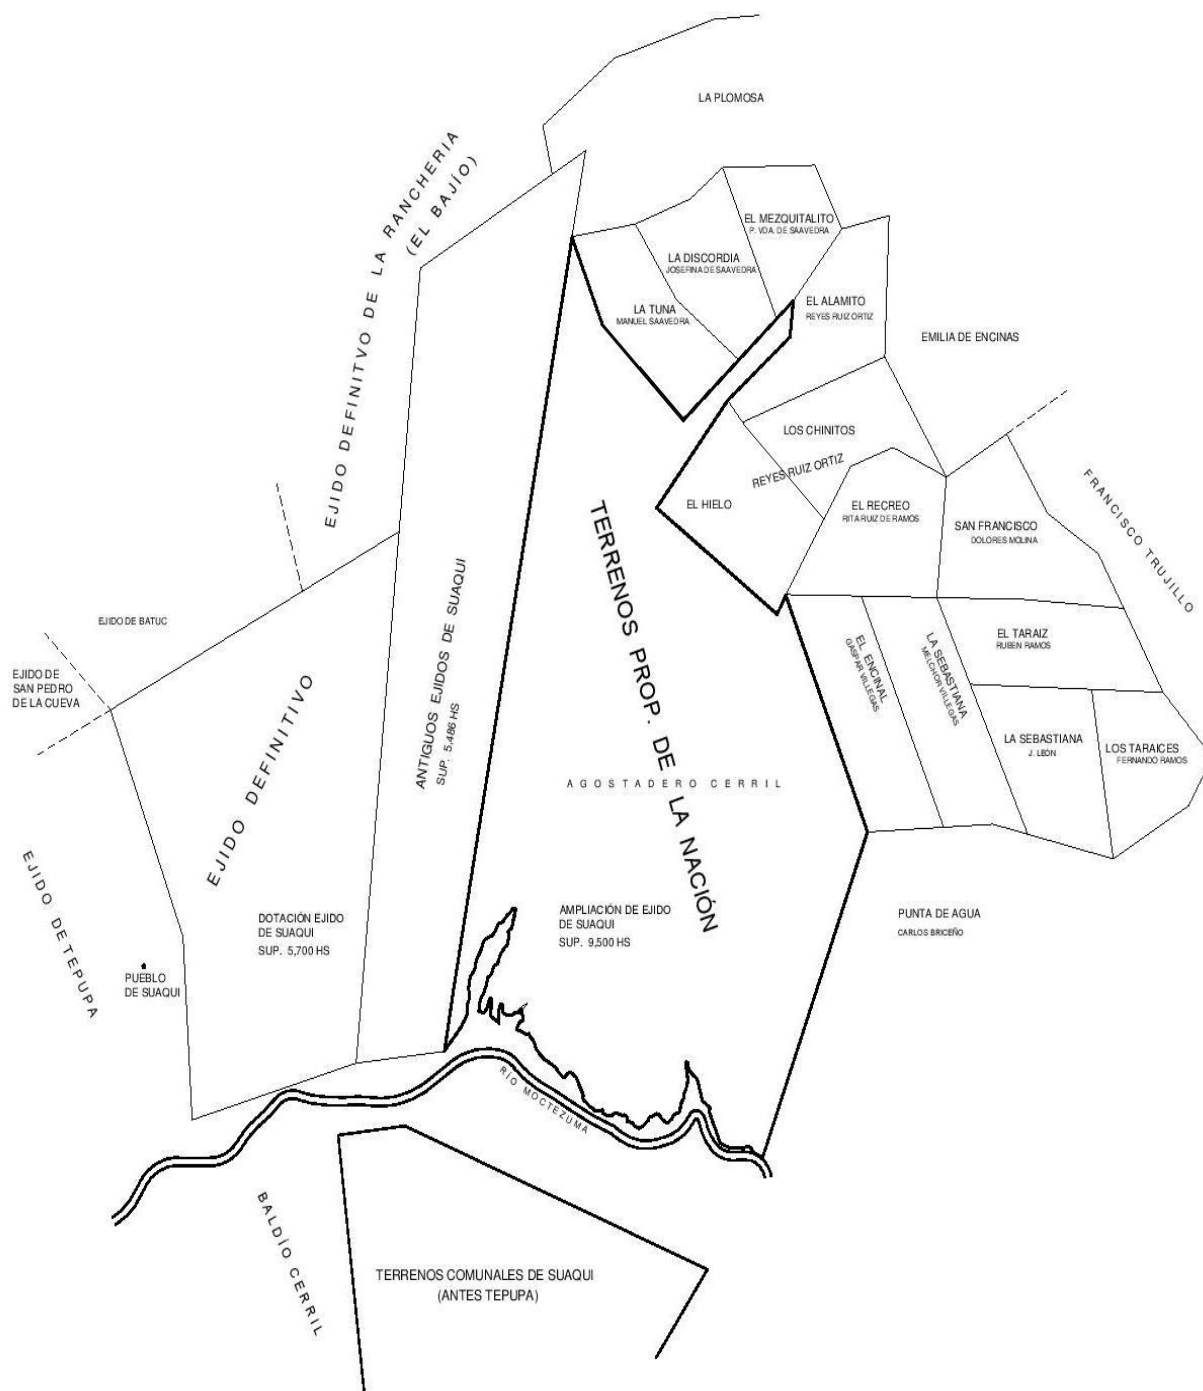 LA PLOMOSA
EJIDO DEFINITVO DE LA RANCHERIA
(EL BAJÍO)
EL MEZQUITALITO
P. VDA. DE SAAVEDRA
LA DISCORDIA
JOSEFINA DE SAAVEDRA
LA TUNA
MANUEL SAAVEDRA
EL ALAMITO
REYES RUIZ ORTIZ
EMILIA DE ENCINAS
LOS CHINITOS
REYES RUIZ ORTIZ
EL HIELO
EL RECREO
RITA RUIZ DE RAMOS
SAN FRANCISCO
DOLORES MOLINA
FRANCISCO TRUJILLO
TERRENOS PROP. DE LA NACIÓN
ANTIGUOS EJIDOS DE SUAQUI
SUP. 5,486 HS
EJIDO DE BATUC
EJIDO DE
SAN PEDRO
DE LA CUEVA
EJIDO DEFINITIVO
EL ENCINAL
GASPAR VILLEGAS
LA SEBASTIANA
MELCHOR VILLEGAS
EL TARAIZ
RUBEN RAMOS
LA SEBASTIANA
J. LEÓN
LOS TARAICES
FERNANDO RAMOS
AGOSTADERO CERRIL
EJIDO DE TEPUPA
DOTACIÓN EJIDO
DE SUAQUI
SUP. 5,700 HS
AMPLIACIÓN DE EJIDO
DE SUAQUI
SUP. 9,500 HS
PUNTA DE AGUA
CARLOS BRICEÑO
PUEBLO
DE SUAQUI
RÍO MOCTEZUMA
BALDÍO CERRIL
TERRENOS COMUNALES DE SUAQUI
(ANTES TEPUPA)